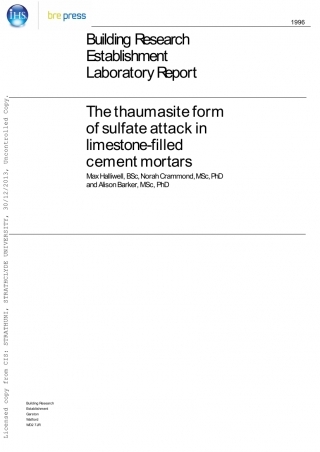 IHS
bre press
1996
Building Research
Establishment
Laboratory Report
The thaumasite form
of sulfate attack in
limestone-filled
cement mortars
Max Halliwell, BSc, Norah Crammond, MSc, PhD
and Alison Barker, MSc, PhD
Building Research
Establishment
Garston
Watford
WD2 7JR
Licensed copy from CIS: STRATHUNI, STRATHCLYDE UNIVERSITY, 30/12/2013, Uncontrolled Copy.